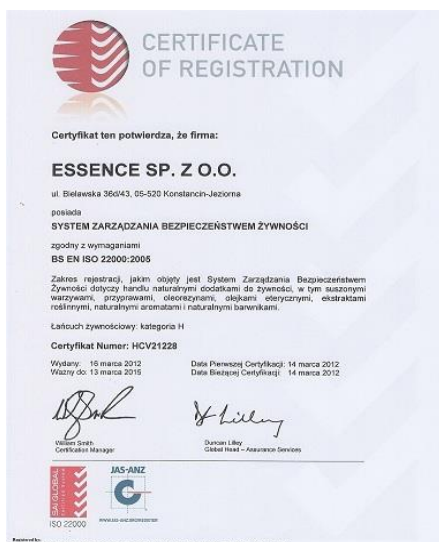 CERTIFICATE
OF REGISTRATION
Certyfikat ten potwierdza, że firma:
ESSENCE SP. Z O.O.
ul. Bielawska 36d/43, 05-520 Konstancin-Jeziorna
posiada
SYSTEM ZARZĄDZANIA BEZPIECZEŃSTWEM ŻYWNOŚCI
zgodny z wymaganiami
BS EN ISO 22000:2005
Zakres rejestracji, jakim objęty jest System Zarządzania Bezpieczeństwem
Żywności dotyczy handlu naturalnymi dodatkami do żywności, w tym suszonymi
warzywami, przyprawami, oleorezynami, olejkami eterycznymi, ekstraktami
roślinnymi, naturalnymi aromatami i naturalnymi barwnikami.
Łańcuch żywnościowy: kategoria H
Certyfikat Numer: HCV21228
Wydany: 16 marca 2012 Data Pierwszej Certyfikacji: 14 marca 2012
Ważny do: 13 marca 2015 Data Bieżącej Certyfikacji: 14 marca 2012
William Smith Duncan Lilley
Certification Manager Global Head – Assurance Services
SAI GLOBAL
JAS-ANZ
ISO 22000
Registered by: